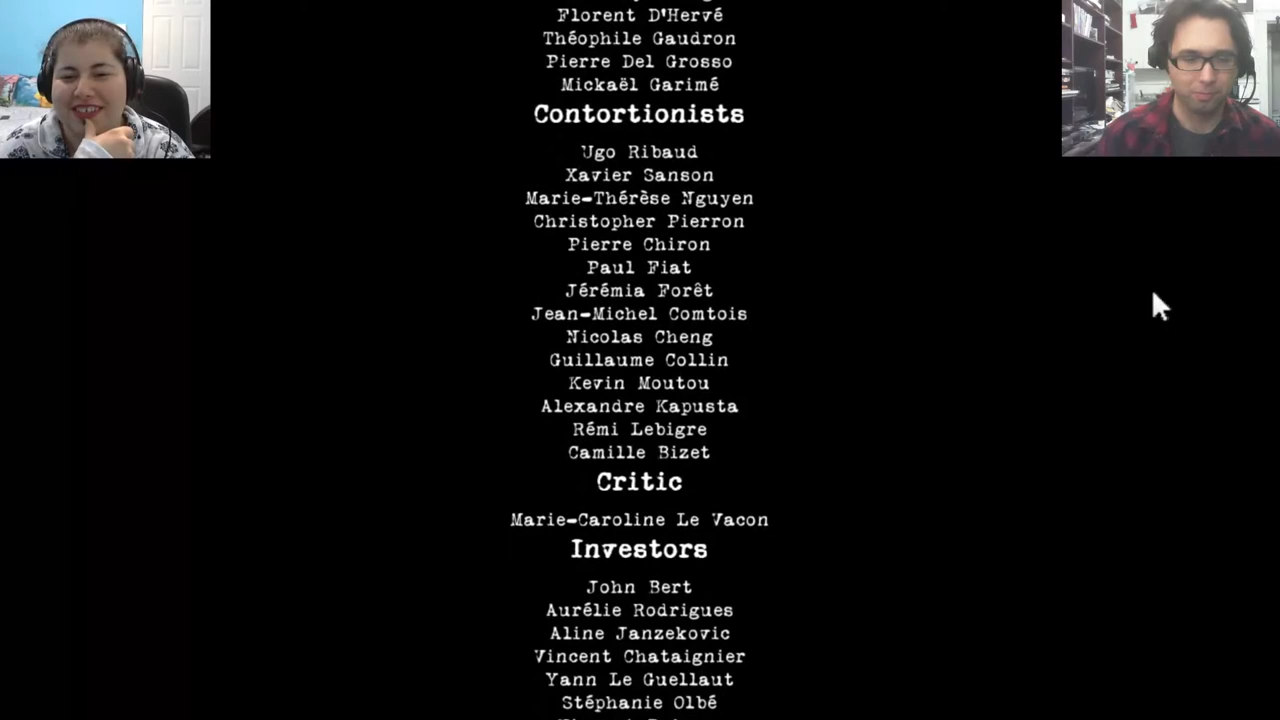 Florent D'Hervé
Théophile Gaudron
Pierre Del Grosso
Mickaël Garimé
Contortionists
Ugo Ribaud
Xavier Sanson
Marie-Thérèse Nguyen
Christopher Pierron
Pierre Chiron
Paul Fiat
Jérémia Forêt
Jean-Michel Comtois
Nicolas Cheng
Guillaume Collin
Kevin Moutou
Alexandre Kapusta
Rémi Lebigre
Camille Bizet
Critic
Marie-Caroline Le Vacon
Investors
John Bert
Aurélie Rodrigues
Aline Janzekovic
Vincent Chataignier
Yann Le Guellaut
Stéphanie Olbé